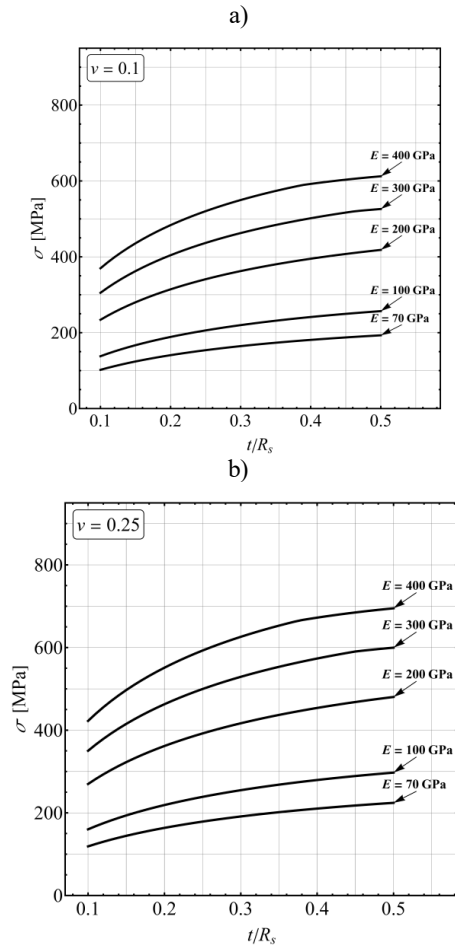 a)
ν = 0.1
800
600
400
200
0
σ [MPa]
E = 400 GPa
E = 300 GPa
E = 200 GPa
E = 100 GPa
E = 70 GPa
0.1 0.2 0.3 0.4 0.5
t/Rs
b)
ν = 0.25
800
600
400
200
0
σ [MPa]
E = 400 GPa
E = 300 GPa
E = 200 GPa
E = 100 GPa
E = 70 GPa
0.1 0.2 0.3 0.4 0.5
t/Rs